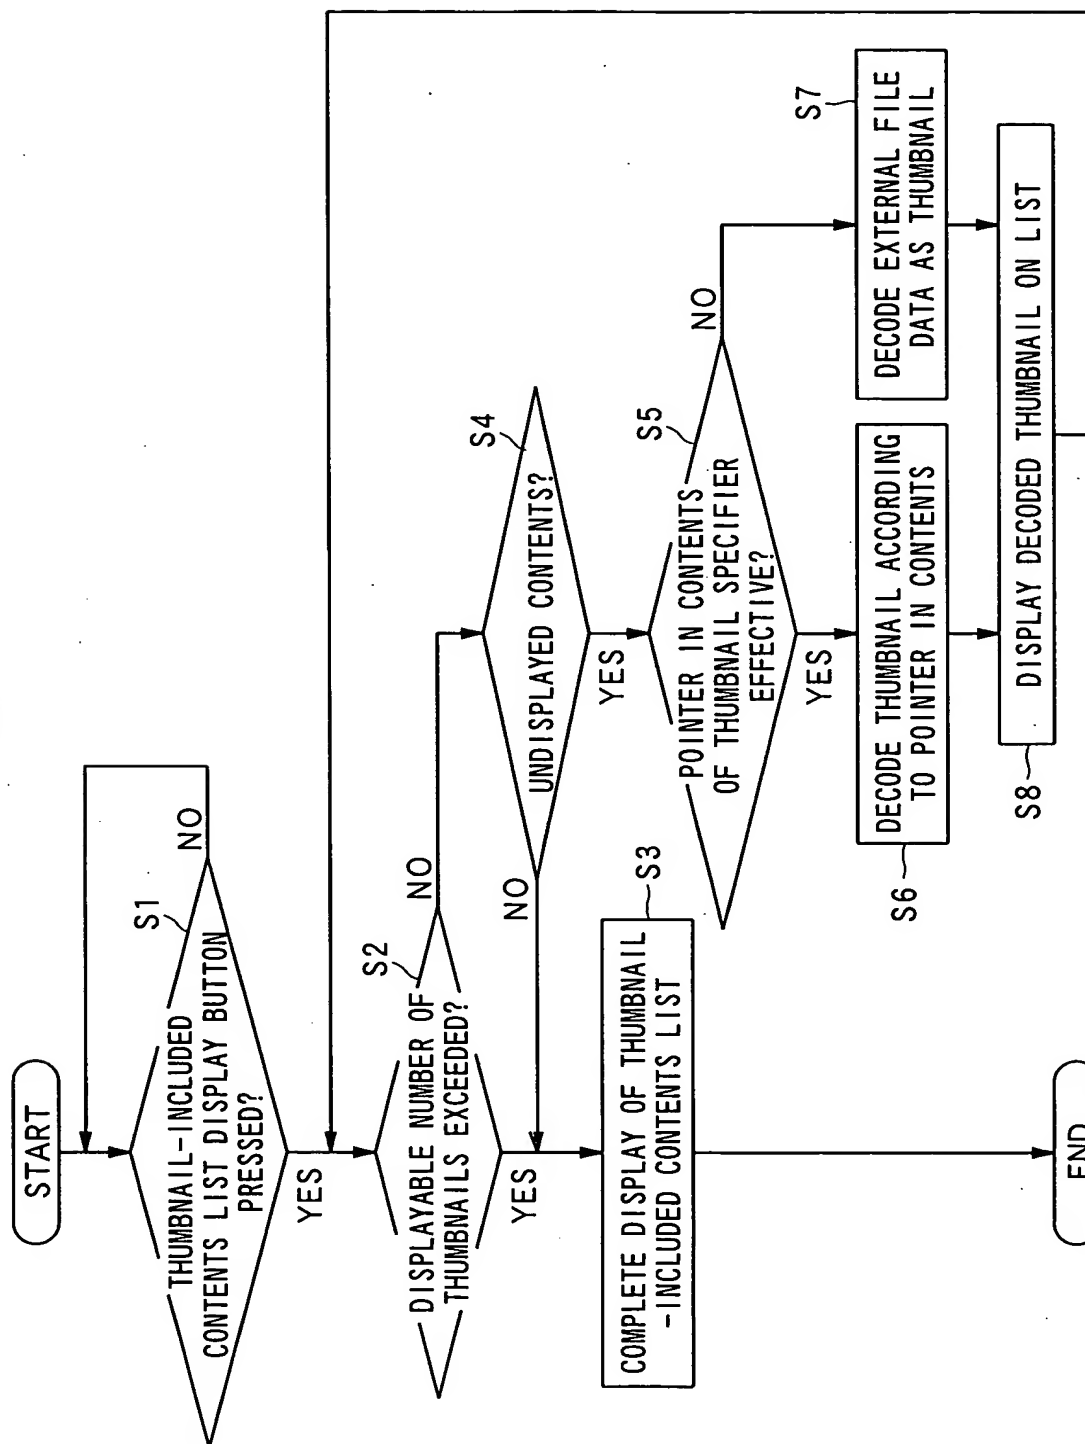 START
THUMBNAIL-INCLUDED
CONTENTS LIST DISPLAY BUTTON
PRESSED?
S1
NO
YES
DISPLAYABLE NUMBER OF
THUMBNAILS EXCEEDED?
S2
NO
YES
UNDISPLAYED CONTENTS?
S4
NO
YES
COMPLETE DISPLAY OF THUMBNAIL
-INCLUDED CONTENTS LIST
S3
POINTER IN CONTENTS
OF THUMBNAIL SPECIFIER
EFFECTIVE?
S5
NO
YES
DECODE THUMBNAIL ACCORDING
TO POINTER IN CONTENTS
S6
DECODE EXTERNAL FILE
DATA AS THUMBNAIL
S7
DISPLAY DECODED THUMBNAIL ON LIST
S8
END